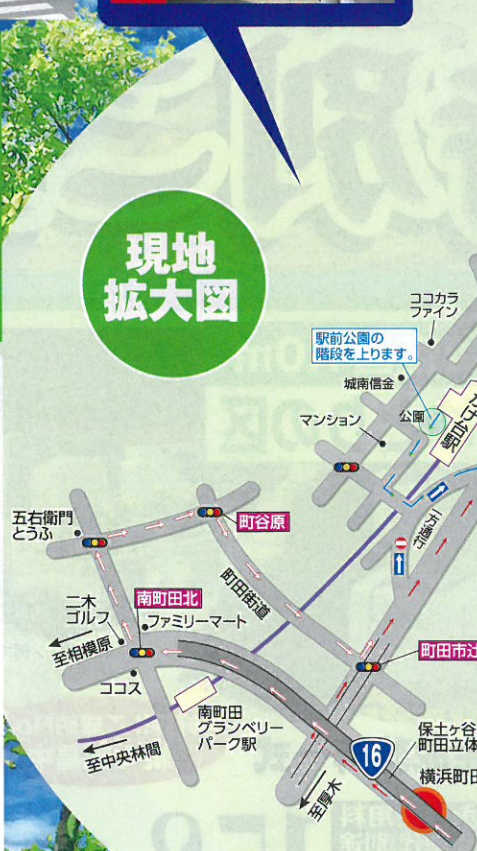 現地
拡大図
ココカラ
ファイン
駅前公園の
階段を上ります。
城南信金
マンション
公園
かけ台駅
一方通行
五右衛門
とうふ
町谷原
町田街道
二木
ゴルフ
南町田北
ファミリーマート
至相模原
ココス
町田市辻
南町田
グランベリー
パーク駅
至中央林間
保土ヶ谷
町田立体
16
横浜町田
至厚木